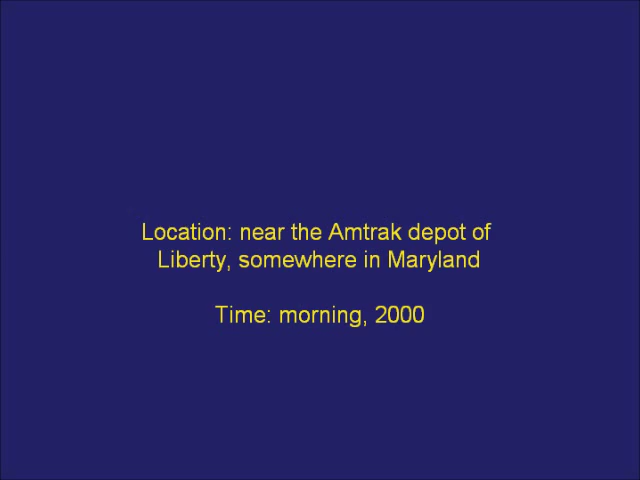 Location: near the Amtrak depot of
Liberty, somewhere in Maryland
Time: morning, 2000